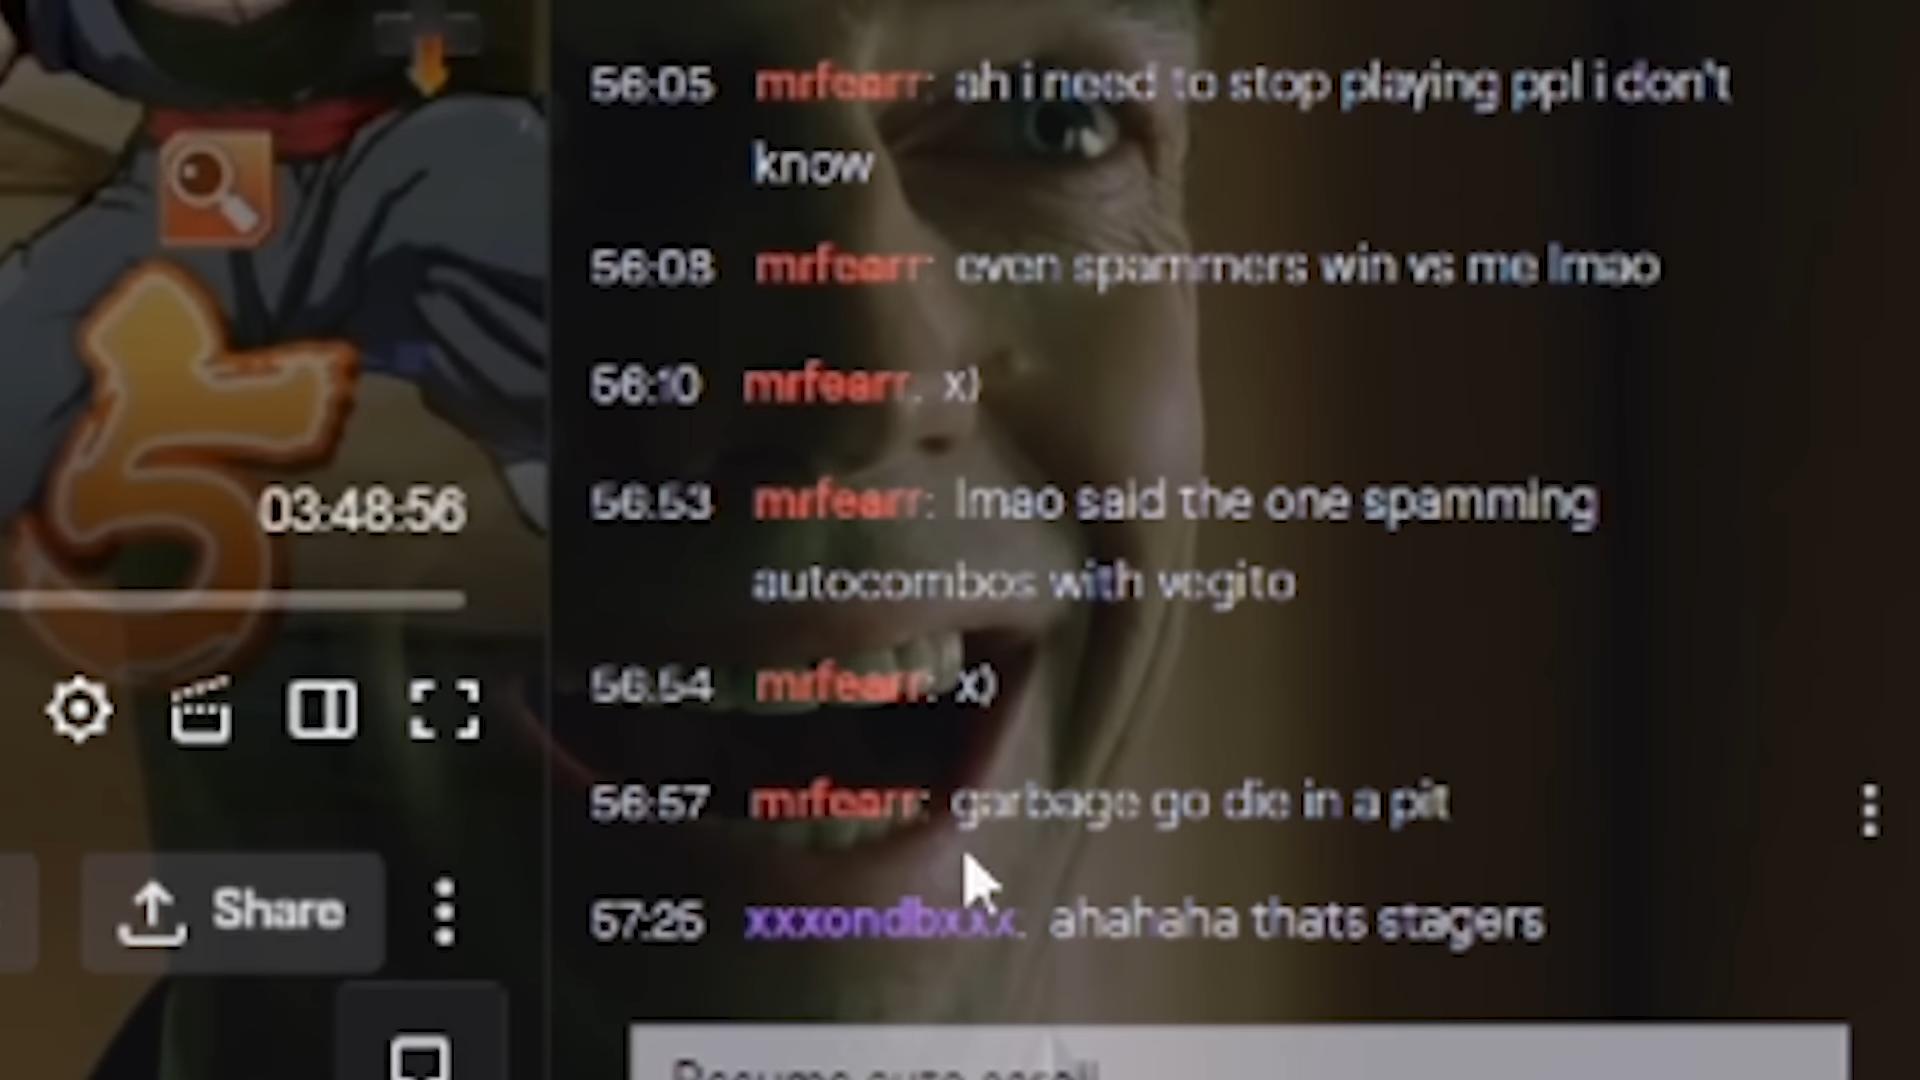 56:05 mrfearr: ah i need to stop playing ppl i don't
know
56:08 mrfearr: even spammers win vs me lmao
56:10 mrfearr: x)
56:53 mrfearr: lmao said the one spamming
autocombos with vegito
03:48:56
56:54 mrfearr: x)
56:57 mrfearr: garbage go die in a pit
Share
57:25 xxxondbxxx: ahahaha thats stagers